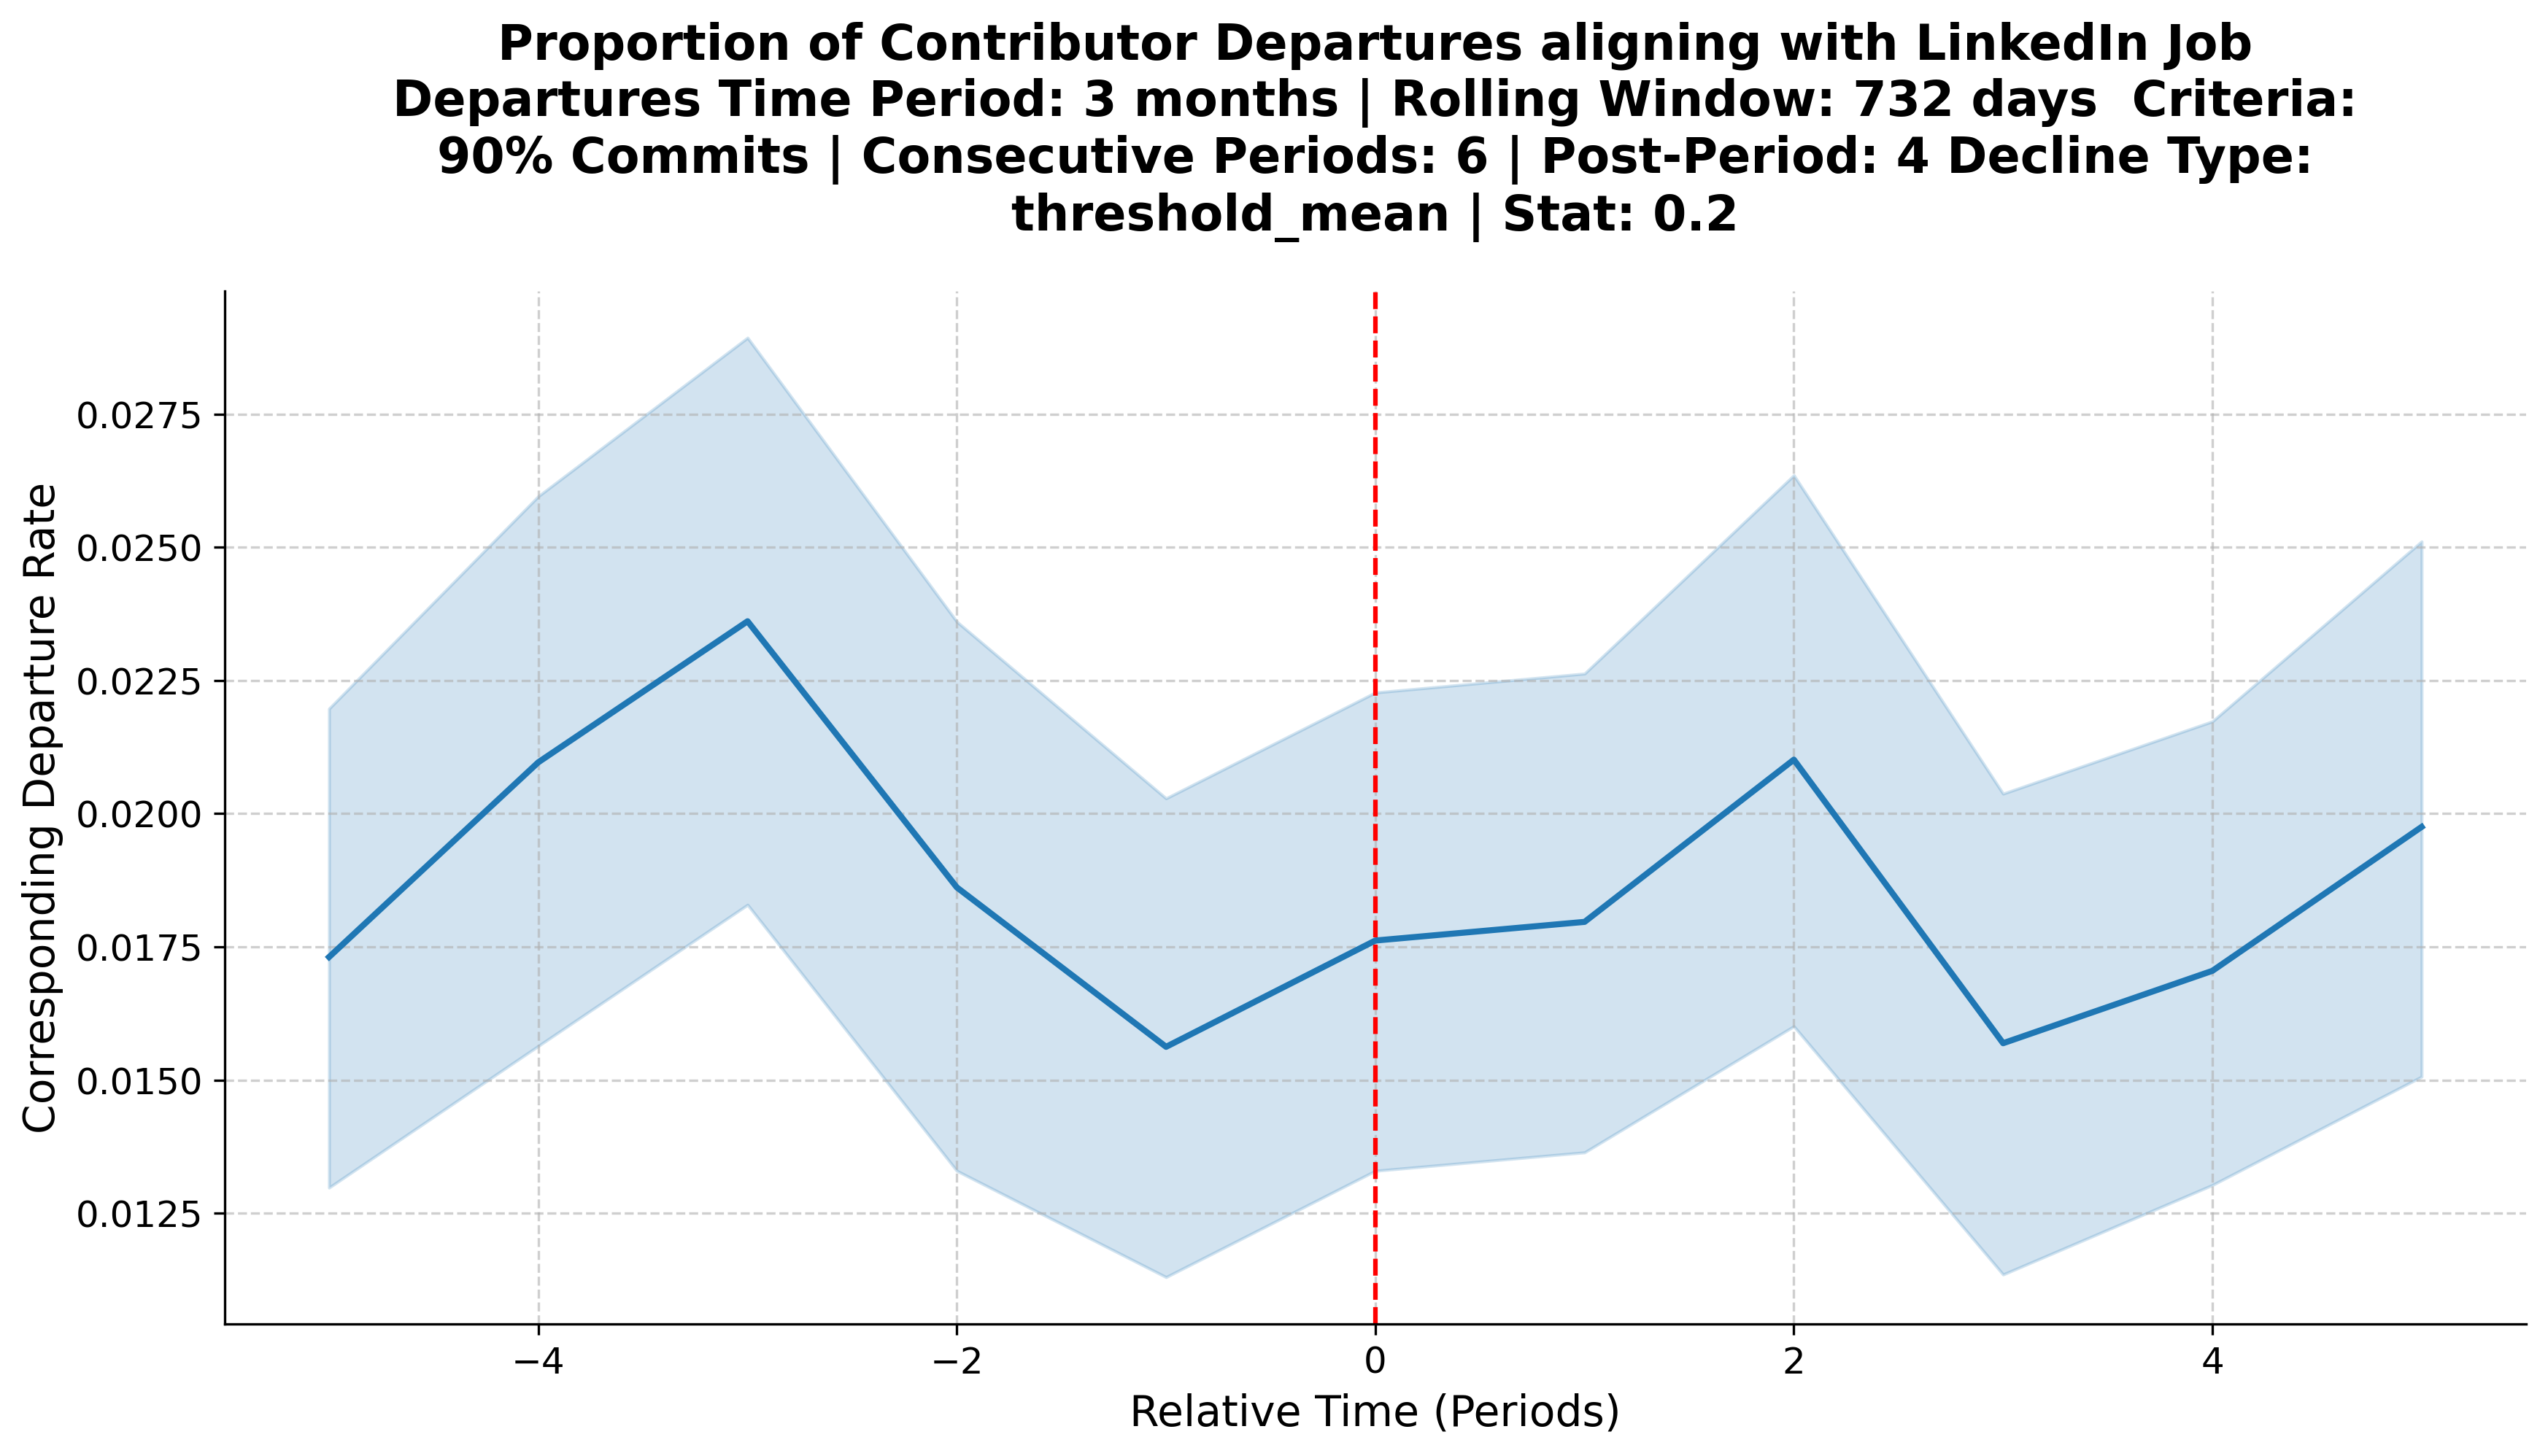 Proportion of Contributor Departures aligning with LinkedIn Job
Departures Time Period: 3 months | Rolling Window: 732 days  Criteria:
90% Commits | Consecutive Periods: 6 | Post-Period: 4 Decline Type:
threshold_mean | Stat: 0.2
Corresponding Departure Rate
0.0275
0.0250
0.0225
0.0200
0.0175
0.0150
0.0125
−4
−2
0
2
4
Relative Time (Periods)